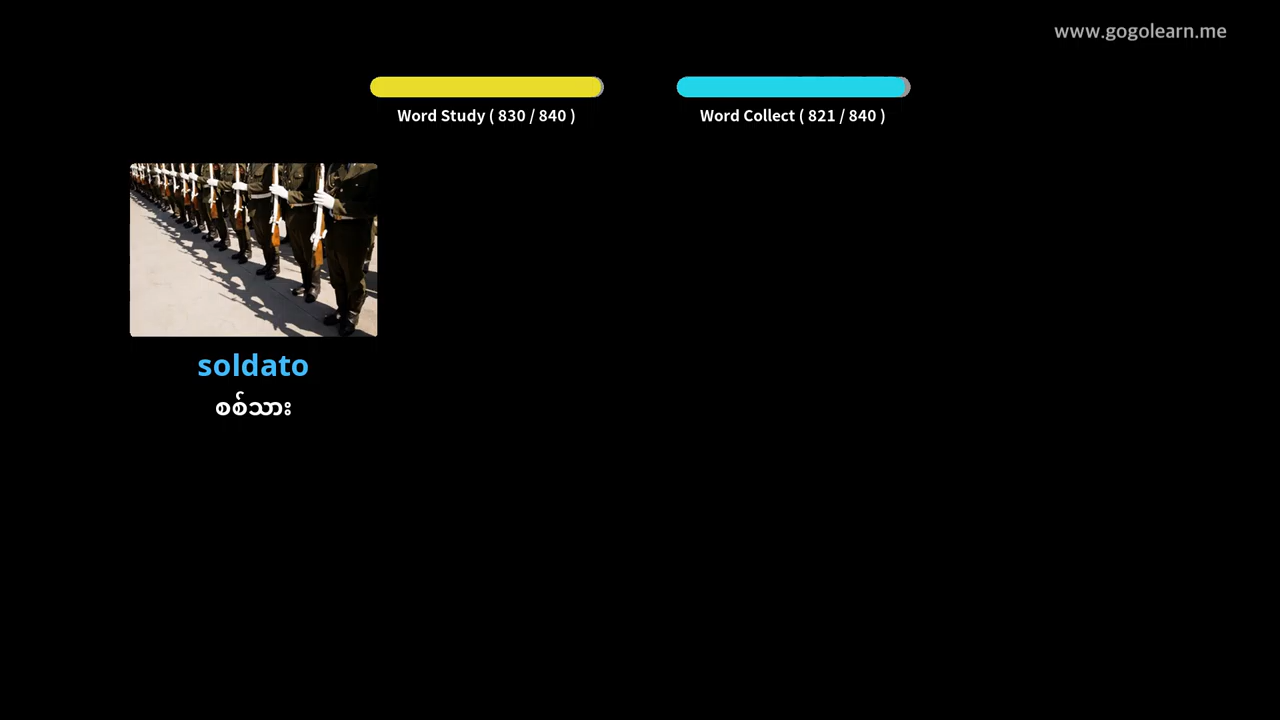 www.gogolearn.me
Word Study ( 830 / 840 )
Word Collect ( 821 / 840 )
soldato
စစ်သား